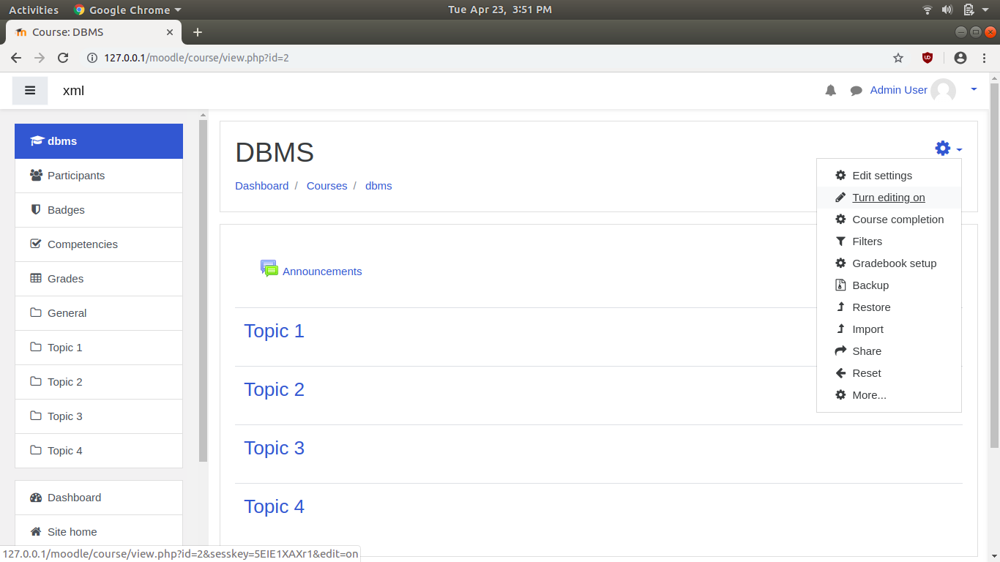 Activities Google Chrome Tue Apr 23, 3:51 PM
Course: DBMS
127.0.0.1/moodle/course/view.php?id=2
xml Admin User
dbms
Participants
Badges
Competencies
Grades
General
Topic 1
Topic 2
Topic 3
Topic 4
Dashboard
Site home
DBMS
Dashboard / Courses / dbms
Edit settings
Turn editing on
Course completion
Filters
Gradebook setup
Backup
Restore
Import
Share
Reset
More...
Announcements
Topic 1
Topic 2
Topic 3
Topic 4
127.0.0.1/moodle/course/view.php?id=2&sesskey=5EIE1XAXr1&edit=on